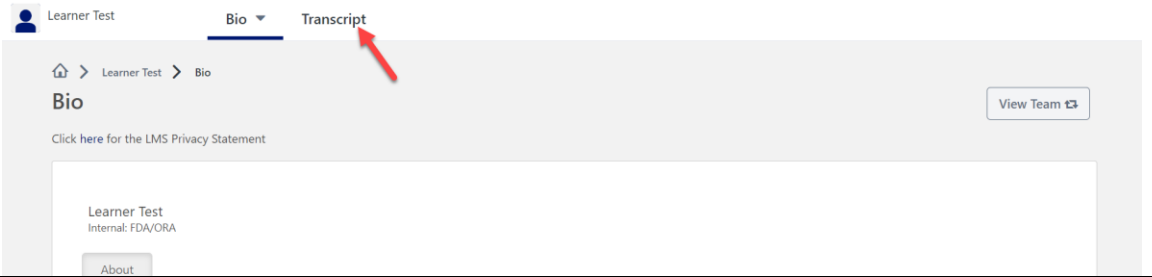 Learner Test
Bio Transcript
Learner Test Bio
Bio
View Team
Click here for the LMS Privacy Statement
Learner Test
Internal: FDA/ORA
About